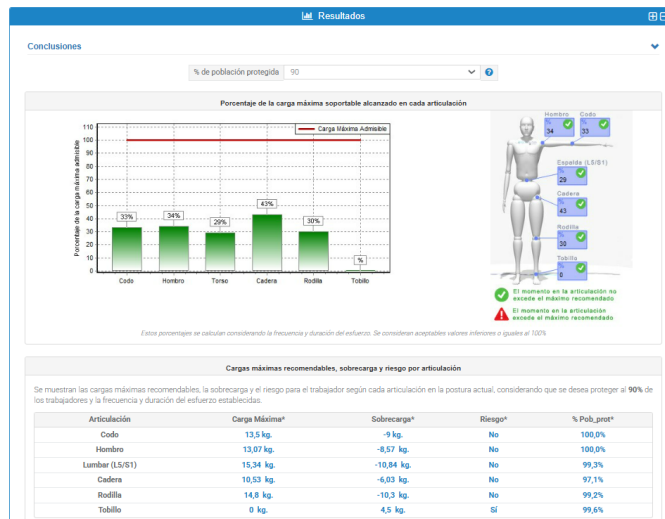 Resultados
Conclusiones
% de población protegida 90
Porcentaje de la carga máxima soportable alcanzado en cada articulación
Porcentaje de la carga máxima admisible
110
100
90
80
70
60
50
40
30
20
10
0
Carga Máxima Admisible
33%
34%
29%
43%
30%
%
Codo Hombro Torso Cadera Rodilla Tobillo
Hombro Codo
% %
34 33
Espalda (L5/S1)
%
29
Cadera
%
43
Rodilla
%
30
Tobilla
%
0
El momento en la articulación no
excede el máximo recomendado
El momento en la articulación
excede el máximo recomendado
Estos porcentajes se calculan considerando la frecuencia y duración del esfuerzo. Se consideran aceptables valores inferiores o iguales al 100%
Cargas máximas recomendables, sobrecarga y riesgo por articulación
Se muestran las cargas máximas recomendables, la sobrecarga y el riesgo para el trabajador según cada articulación en la postura actual, considerando que se desea proteger al 90% de
los trabajadores y la frecuencia y duración del esfuerzo establecidas.
Articulación Carga Máxima* Sobrecarga* Riesgo* % Pob_prot*
Codo 13,5 kg. -9 kg. No 100,0%
Hombro 13,07 kg. -8,57 kg. No 100,0%
Lumbar (L5/S1) 15,34 kg. -10,84 kg. No 99,3%
Cadera 10,53 kg. -6,03 kg. No 97,1%
Rodilla 14,8 kg. -10,3 kg. No 99,2%
Tobillo 0 kg. 4,5 kg. Sí 99,6%